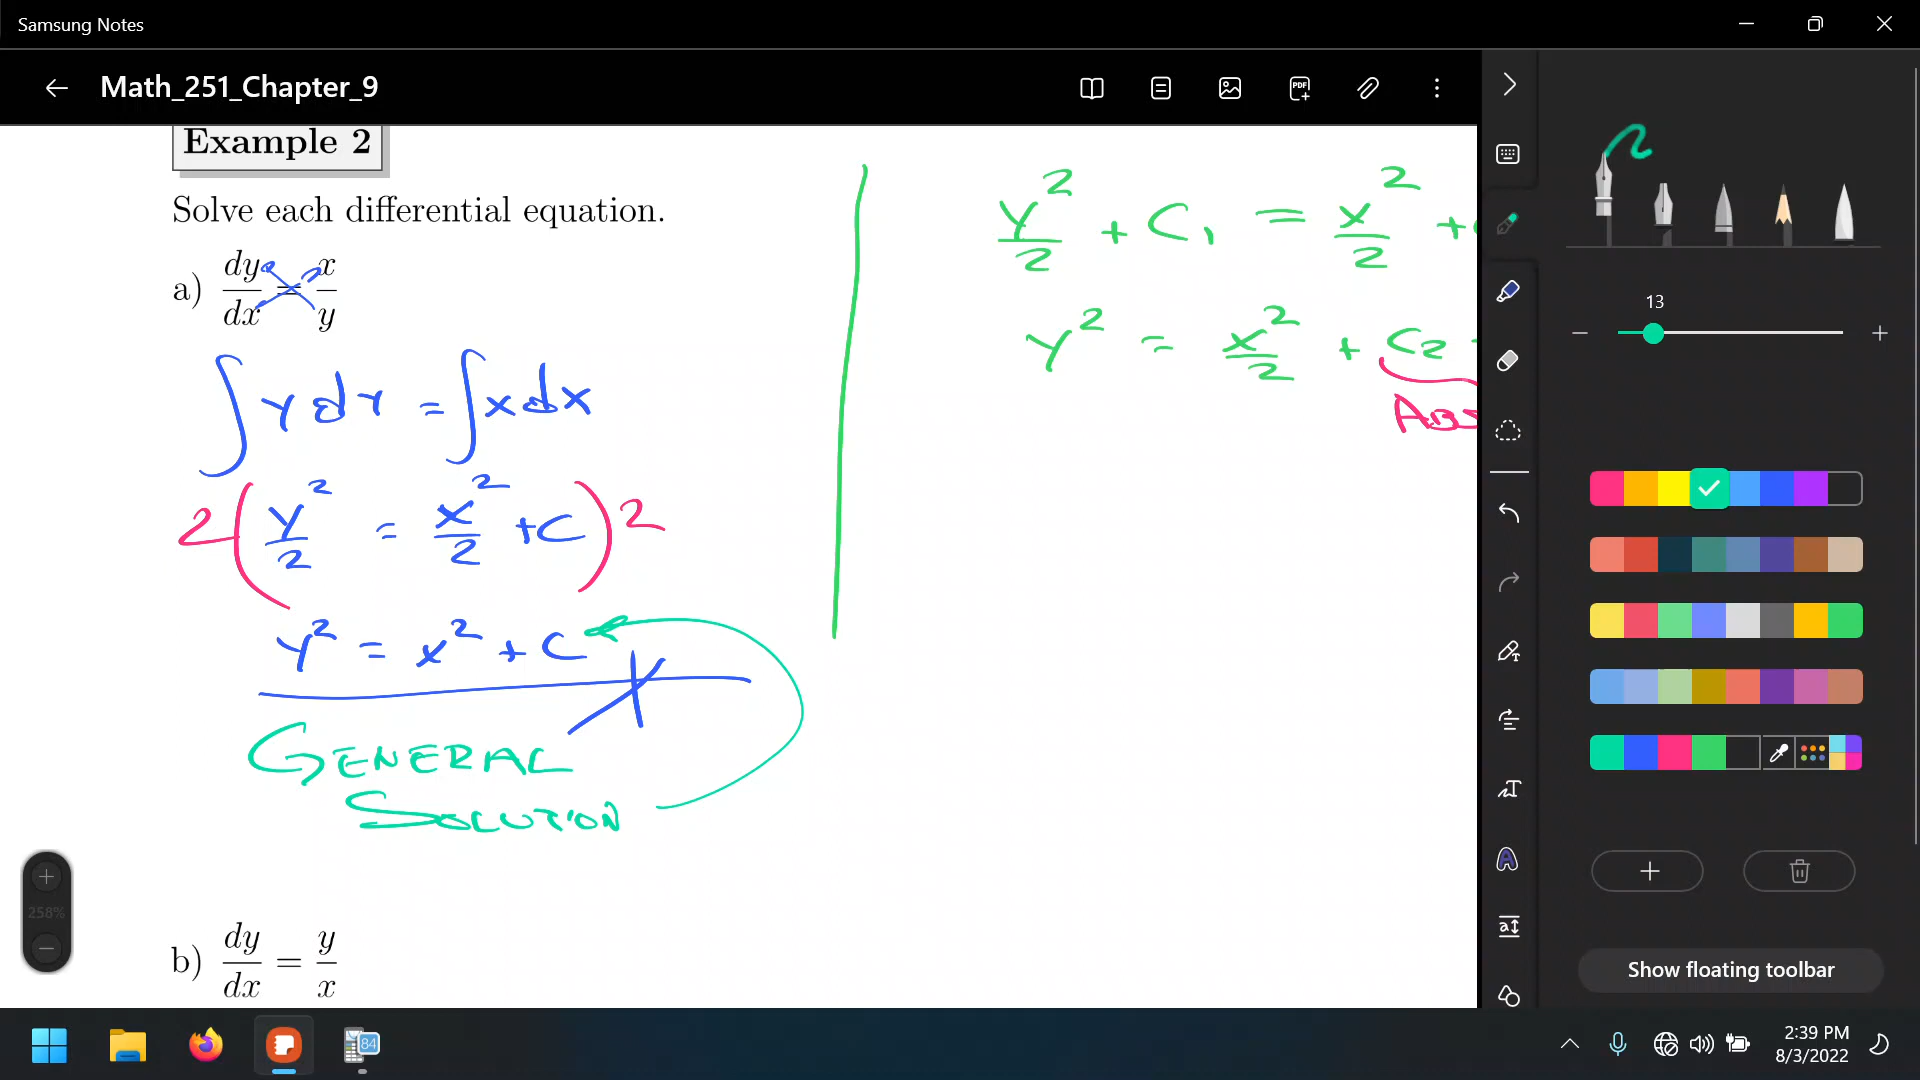 Samsung Notes
Math_251_Chapter_9
Example 2
Solve each differential equation.
a) dy/dx = x/y
∫ y dy = ∫ x dx
2 ( y²/2 = x²/2 + C ) 2
y² = x² + C
GENERAL
SOLUTION
b) dy/dx = y/x
y²/2 + C₁ = x²/2 +
y² = x²/2 + C₂
13
258%
Show floating toolbar
84
2:39 PM
8/3/2022